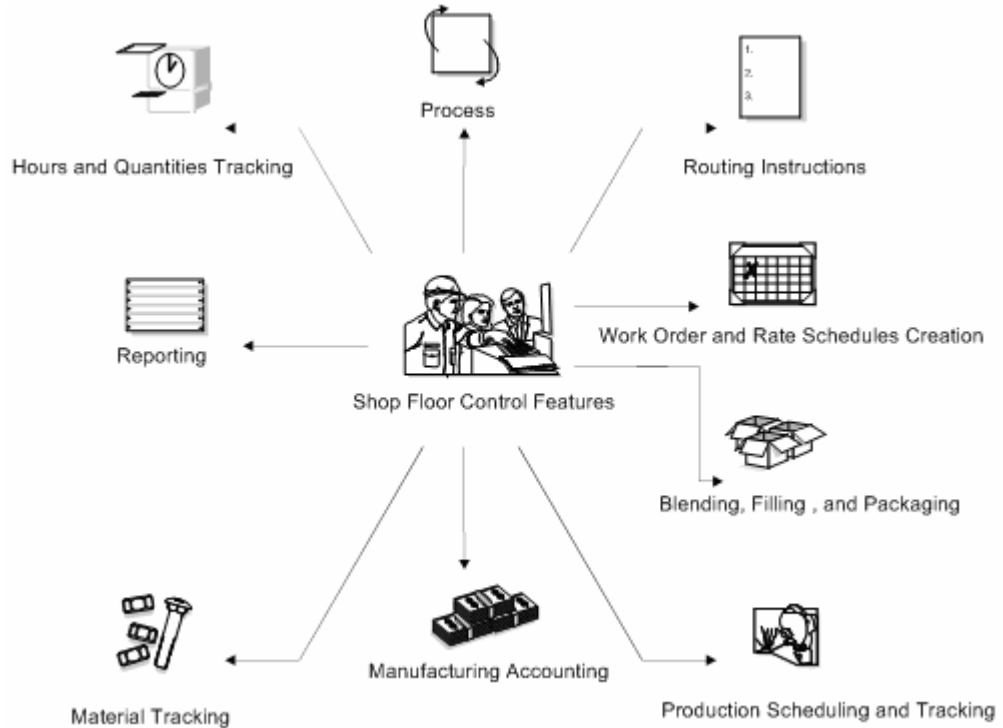 1.
2.
3.
Process
Hours and Quantities Tracking
Routing Instructions
Work Order and Rate Schedules Creation
Reporting
Shop Floor Control Features
Blending, Filling , and Packaging
Manufacturing Accounting
Material Tracking
Production Scheduling and Tracking